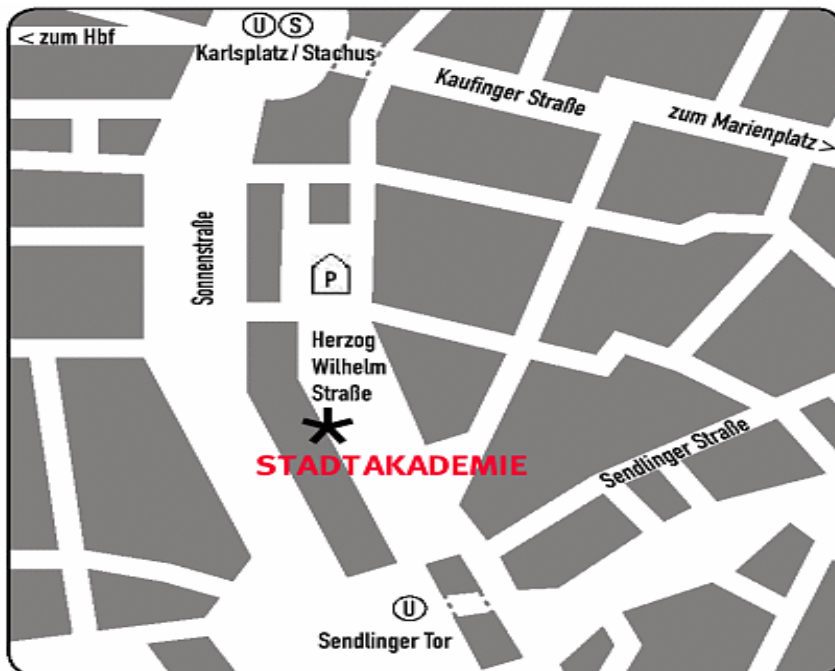 < zum Hbf
U S
Karlsplatz / Stachus
Kaufinger Straße
zum Marienplatz >
Sonnenstraße
P
Herzog
Wilhelm
Straße
STADTAKADEMIE
Sendlinger Straße
U
Sendlinger Tor